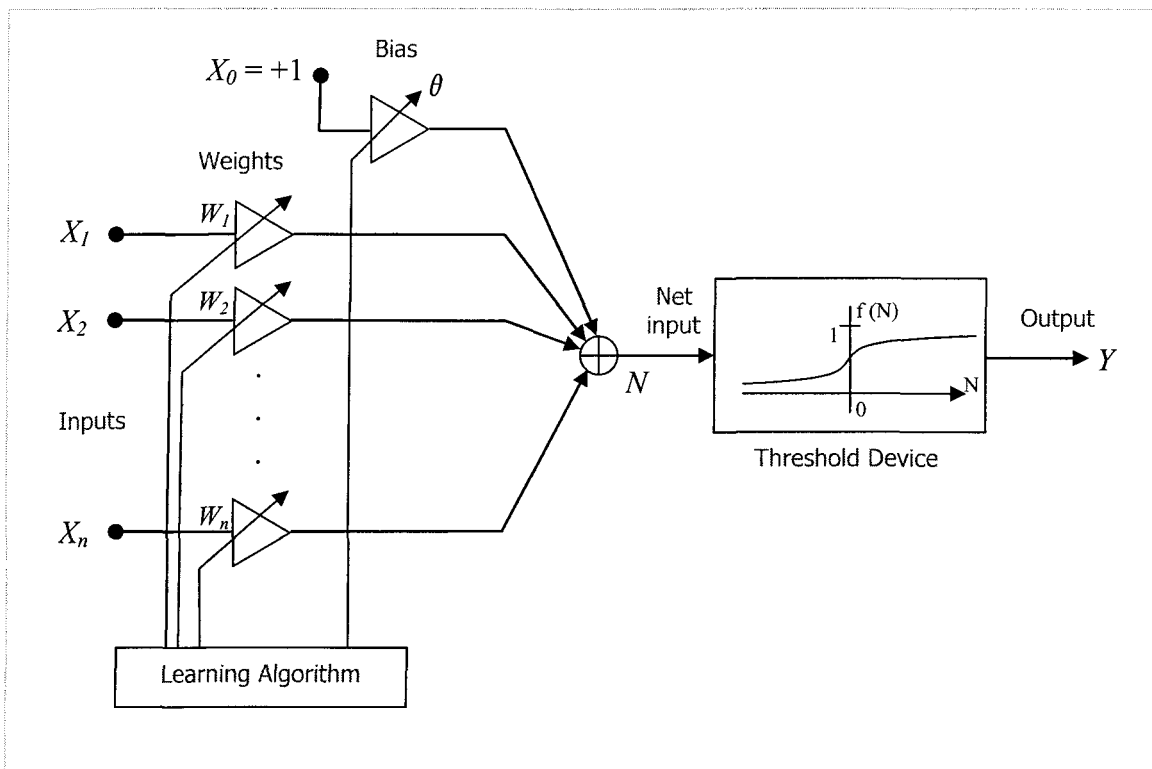 Bias
X₀ = +1
θ
Weights
W₁
X₁
W₂
X₂
Inputs
Wₙ
Xₙ
Net
input
N
f (N)
1
0
N
Threshold Device
Output
Y
Learning Algorithm